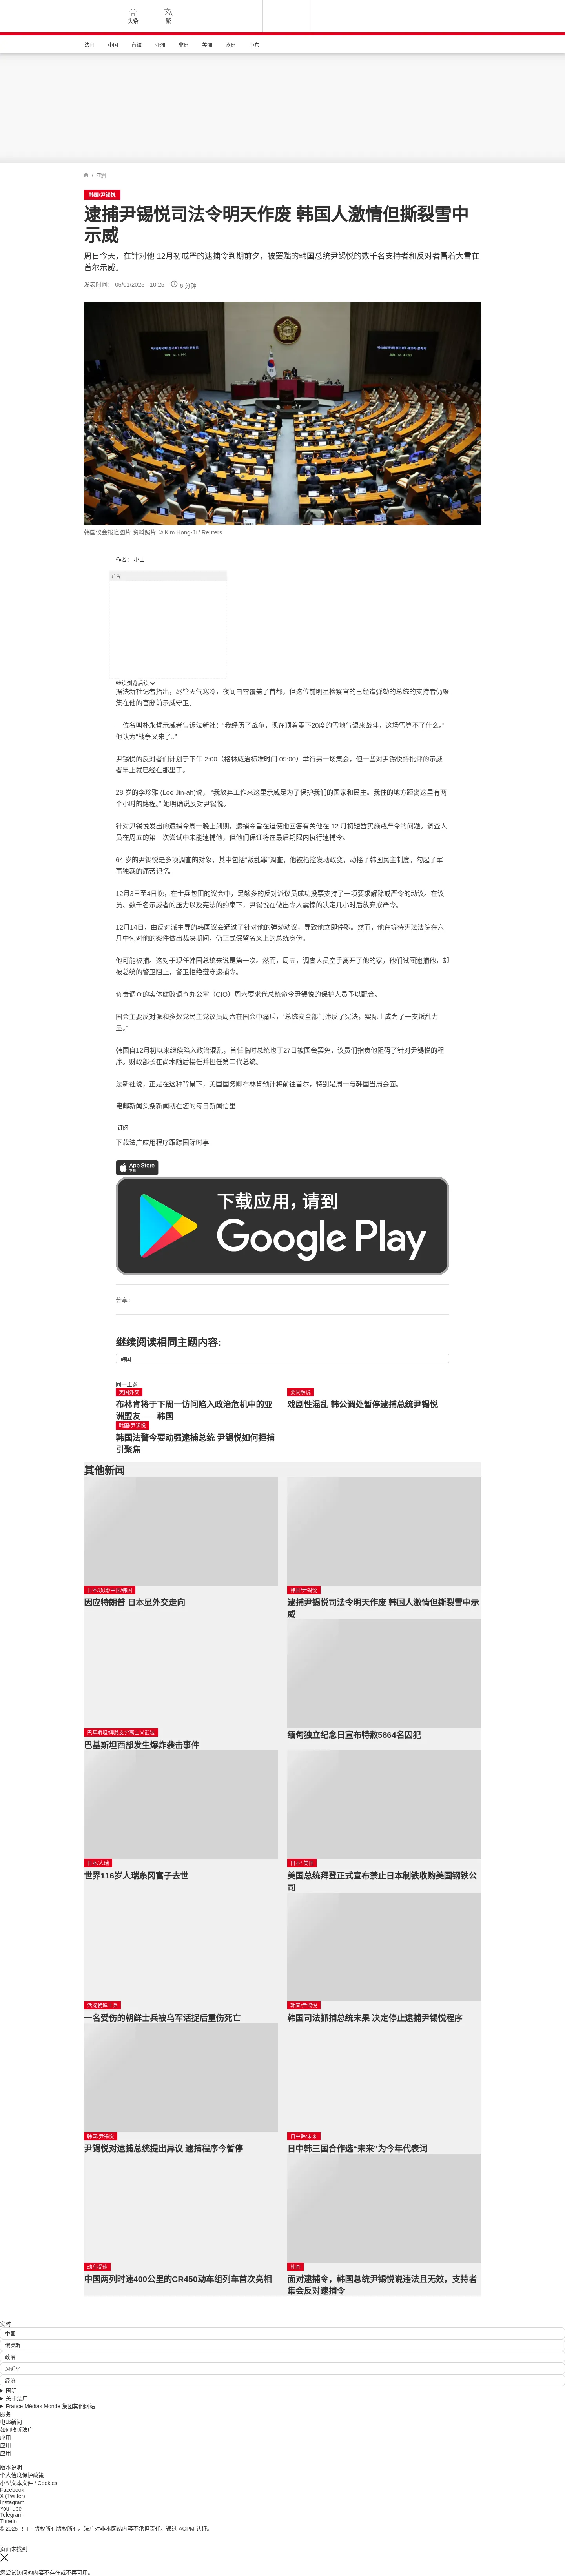 头条
繁
法国
中国
台海
亚洲
非洲
美洲
欧洲
中东
/ 亚洲
韩国/尹锡悦
逮捕尹锡悦司法令明天作废 韩国人激情但撕裂雪中
示威
周日今天，在针对他 12月初戒严的逮捕令到期前夕，被罢黜的韩国总统尹锡悦的数千名支持者和反对者冒着大雪在
首尔示威。
发表时间： 05/01/2025 - 10:25
6 分钟
韩国议会报道图片 资料照片 © Kim Hong-Ji / Reuters
作者： 小山
广告
继续浏览后续
据法新社记者指出，尽管天气寒冷，夜间白雪覆盖了首都，但这位前明星检察官的已经遭弹劾的总统的支持者仍聚
集在他的官邸前示威守卫。
一位名叫朴永哲示威者告诉法新社：“我经历了战争，现在顶着零下20度的雪地气温来战斗，这场雪算不了什么。”
他认为“战争又来了。”
尹锡悦的反对者们计划于下午 2:00（格林威治标准时间 05:00）举行另一场集会，但一些对尹锡悦持批评的示威
者早上就已经在那里了。
28 岁的李珍雅 (Lee Jin-ah)说， “我放弃工作来这里示威是为了保护我们的国家和民主。我住的地方距离这里有两
个小时的路程。” 她明确说反对尹锡悦。
针对尹锡悦发出的逮捕令周一晚上到期，逮捕令旨在迫使他回答有关他在 12 月初短暂实施戒严令的问题。调查人
员在周五的第一次尝试中未能逮捕他，但他们保证将在最后期限内执行逮捕令。
64 岁的尹锡悦是多项调查的对象，其中包括“叛乱罪”调查，他被指控发动政变，动摇了韩国民主制度，勾起了军
事独裁的痛苦记忆。
12月3日至4日晚，在士兵包围的议会中，足够多的反对派议员成功投票支持了一项要求解除戒严令的动议。在议
员、数千名示威者的压力以及宪法的约束下，尹锡悦在做出令人震惊的决定几小时后放弃戒严令。
12月14日，由反对派主导的韩国议会通过了针对他的弹劾动议，导致他立即停职。然而，他在等待宪法法院在六
月中旬对他的案件做出裁决期间，仍正式保留名义上的总统身份。
他可能被捕。这对于现任韩国总统来说是第一次。然而，周五，调查人员空手离开了他的家，他们试图逮捕他，却
被总统的警卫阻止，警卫拒绝遵守逮捕令。
负责调查的实体腐败调查办公室（CIO）周六要求代总统命令尹锡悦的保护人员予以配合。
国会主要反对派和多数党民主党议员周六在国会中痛斥，“总统安全部门违反了宪法，实际上成为了一支叛乱力
量。”
韩国自12月初以来继续陷入政治混乱。首任临时总统也于27日被国会罢免，议员们指责他阻碍了针对尹锡悦的程
序。财政部长崔尚木随后接任并担任第二代总统。
法新社说，正是在这种背景下，美国国务卿布林肯预计将前往首尔，特别是周一与韩国当局会面。
电邮新闻头条新闻就在您的每日新闻信里
订阅
下载法广应用程序跟踪国际时事
App Store
下载
下载应用，请到
Google Play
分享 :
继续阅读相同主题内容:
韩国
同一主题
美国外交
布林肯将于下周一访问陷入政治危机中的亚
洲盟友——韩国
要闻解说
戏剧性混乱 韩公调处暂停逮捕总统尹锡悦
韩国/尹锡悦
韩国法警今要动强逮捕总统 尹锡悦如何拒捕
引聚焦
其他新闻
日本/玫瑰/中国/韩国
因应特朗普 日本显外交走向
韩国/尹锡悦
逮捕尹锡悦司法令明天作废 韩国人激情但撕裂雪中示
威
巴基斯坦/俾路支分离主义武装
巴基斯坦西部发生爆炸袭击事件
缅甸独立纪念日宣布特赦5864名囚犯
日本/人瑞
世界116岁人瑞糸冈富子去世
日本/ 美国
美国总统拜登正式宣布禁止日本制铁收购美国钢铁公
司
活捉朝鲜士兵
一名受伤的朝鲜士兵被乌军活捉后重伤死亡
韩国/尹锡悦
韩国司法抓捕总统未果 决定停止逮捕尹锡悦程序
韩国/尹锡悦
尹锡悦对逮捕总统提出异议 逮捕程序今暂停
日中韩/未来
日中韩三国合作选“未来”为今年代表词
动车提速
中国两列时速400公里的CR450动车组列车首次亮相
韩国
面对逮捕令，韩国总统尹锡悦说违法且无效，支持者
集会反对逮捕令
实时
中国
俄罗斯
政治
习近平
经济
国际
关于法广
France Médias Monde 集团其他网站
服务
电邮新闻
如何收听法广
应用
应用
应用
版本说明
个人信息保护政策
小型文本文件 / Cookies
Facebook
X (Twitter)
Instagram
YouTube
Telegram
TuneIn
© 2025 RFI – 版权所有版权所有。法广对非本网站内容不承担责任。通过 ACPM 认证。
页面未找到
您尝试访问的内容不存在或不再可用。